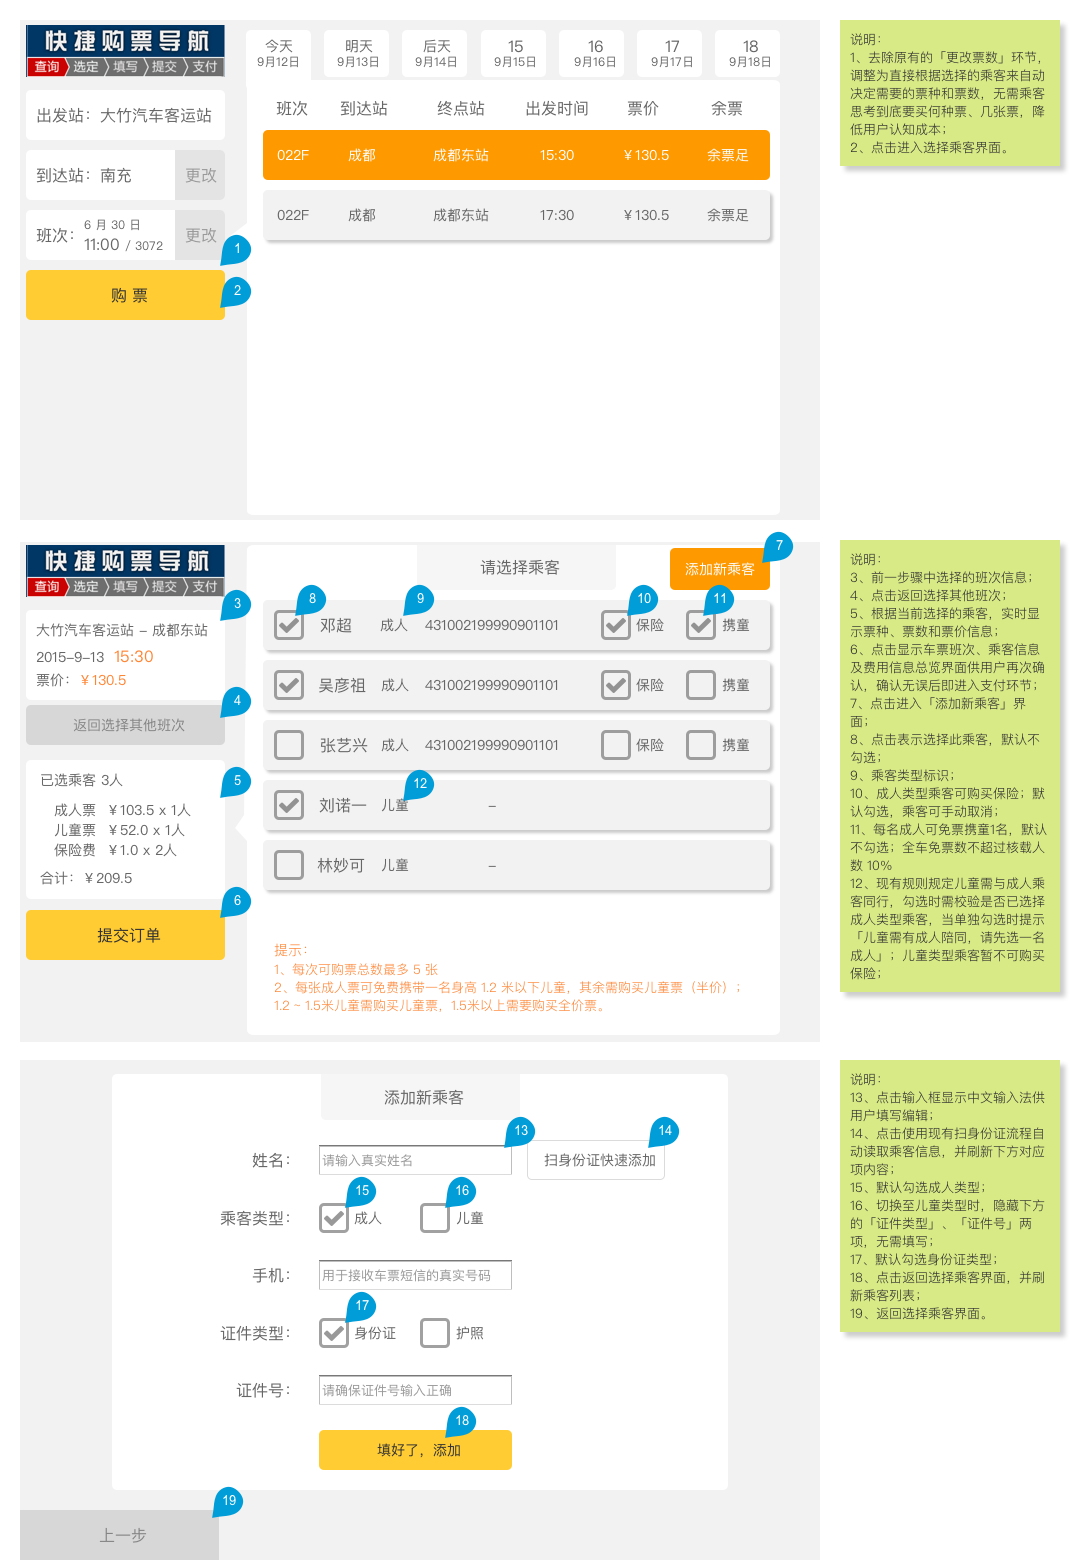 快捷购票导航
查询 选定 填写 提交 支付
出发站：大竹汽车客运站
到达站：南充
更改
班次：
6 月 30 日
11:00 / 3072
更改
1
购 票
2
今天
9月12日
明天
9月13日
后天
9月14日
15
9月15日
16
9月16日
17
9月17日
18
9月18日
班次 到达站 终点站 出发时间 票价 余票
022F 成都 成都东站 15:30 ￥130.5 余票足
022F 成都 成都东站 17:30 ￥130.5 余票足
说明：
1、去除原有的「更改票数」环节，
调整为直接根据选择的乘客来自动
决定需要的票种和票数，无需乘客
思考到底要买何种票、几张票，降
低用户认知成本；
2、点击进入选择乘客界面。
快捷购票导航
查询 选定 填写 提交 支付
3
大竹汽车客运站 – 成都东站
2015–9–13 15:30
票价：￥130.5
4
返回选择其他班次
5
已选乘客 3人
成人票 ￥103.5 x 1人
儿童票 ￥52.0 x 1人
保险费 ￥1.0 x 2人
合计：￥209.5
6
提交订单
请选择乘客
7
添加新乘客
8
9
10
11
邓超 成人 431002199990901101 保险 携童
吴彦祖 成人 431002199990901101 保险 携童
张艺兴 成人 431002199990901101 保险 携童
12
刘诺一 儿童 –
林妙可 儿童 –
提示：
1、每次可购票总数最多 5 张
2、每张成人票可免费携带一名身高 1.2 米以下儿童，其余需购买儿童票（半价）；
1.2 ~ 1.5米儿童需购买儿童票，1.5米以上需要购买全价票。
说明：
3、前一步骤中选择的班次信息；
4、点击返回选择其他班次；
5、根据当前选择的乘客，实时显
示票种、票数和票价信息；
6、点击显示车票班次、乘客信息
及费用信息总览界面供用户再次确
认，确认无误后即进入支付环节；
7、点击进入「添加新乘客」界
面；
8、点击表示选择此乘客，默认不
勾选；
9、乘客类型标识；
10、成人类型乘客可购买保险；默
认勾选，乘客可手动取消；
11、每名成人可免票携童1名，默认
不勾选；全车免票数不超过核载人
数 10%
12、现有规则规定儿童需与成人乘
客同行，勾选时需校验是否已选择
成人类型乘客，当单独勾选时提示
「儿童需有成人陪同，请先选一名
成人」；儿童类型乘客暂不可购买
保险；
添加新乘客
13
14
姓名： 请输入真实姓名 扫身份证快速添加
15
16
乘客类型： 成人 儿童
手机： 用于接收车票短信的真实号码
17
证件类型： 身份证 护照
证件号： 请确保证件号输入正确
18
填好了，添加
19
上一步
说明：
13、点击输入框显示中文输入法供
用户填写编辑；
14、点击使用现有扫身份证流程自
动读取乘客信息，并刷新下方对应
项内容；
15、默认勾选成人类型；
16、切换至儿童类型时，隐藏下方
的「证件类型」、「证件号」两
项，无需填写；
17、默认勾选身份证类型；
18、点击返回选择乘客界面，并刷
新乘客列表；
19、返回选择乘客界面。